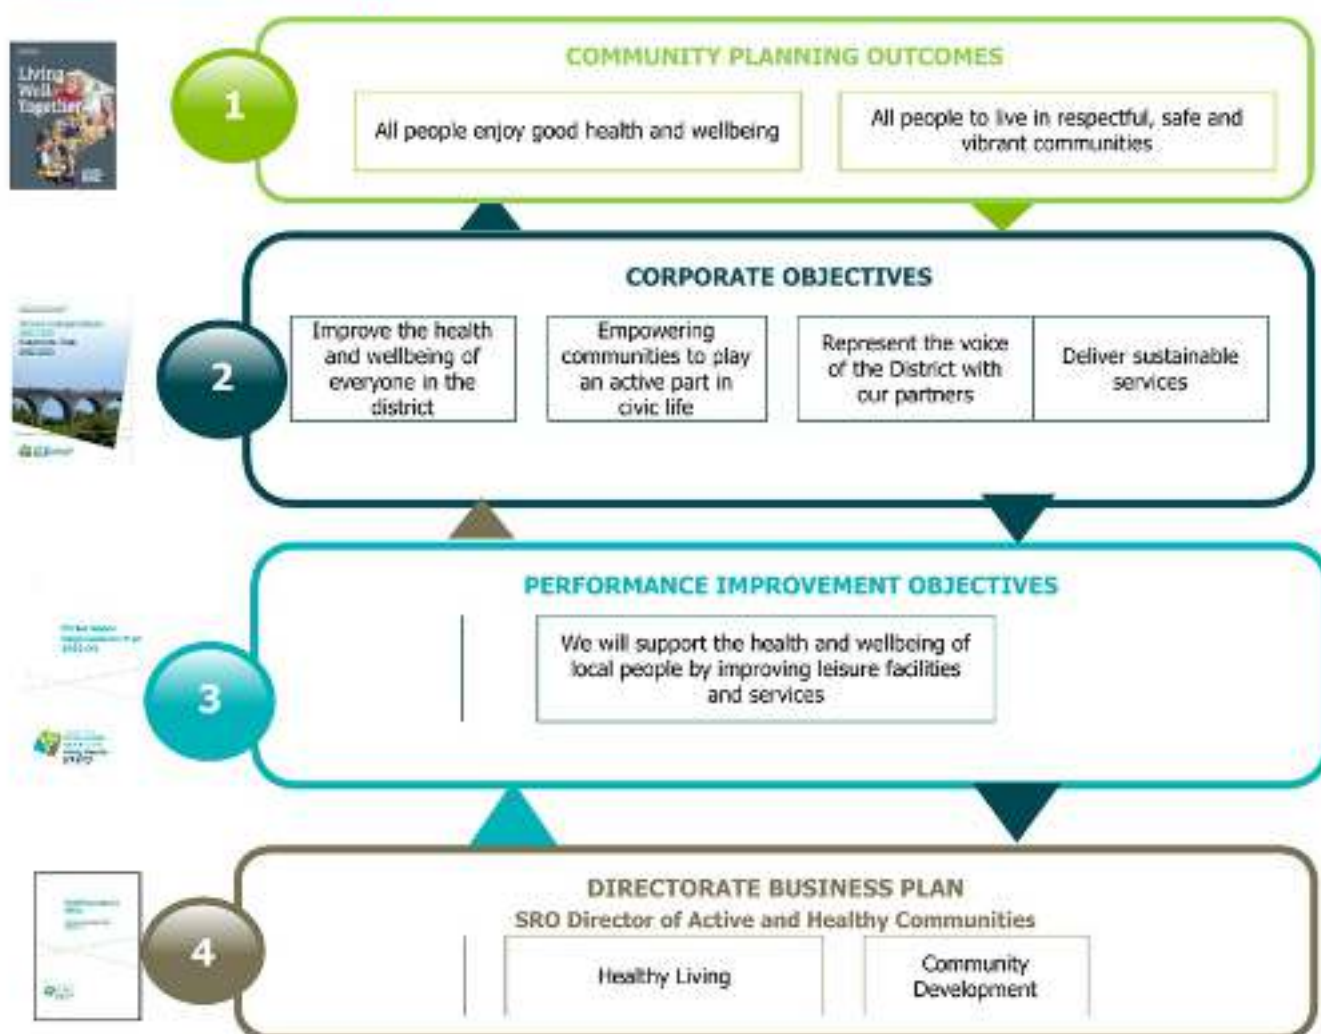 Living
Well
Together
1
COMMUNITY PLANNING OUTCOMES
All people enjoy good health and wellbeing
All people to live in respectful, safe and
vibrant communities
2
CORPORATE OBJECTIVES
Improve the health
and wellbeing of
everyone in the
district
Empowering
communities to play
an active part in
civic life
Represent the voice
of the District with
our partners
Deliver sustainable
services
3
PERFORMANCE IMPROVEMENT OBJECTIVES
We will support the health and wellbeing of
local people by improving leisure facilities
and services
4
DIRECTORATE BUSINESS PLAN
SRO Director of Active and Healthy Communities
Healthy Living
Community
Development